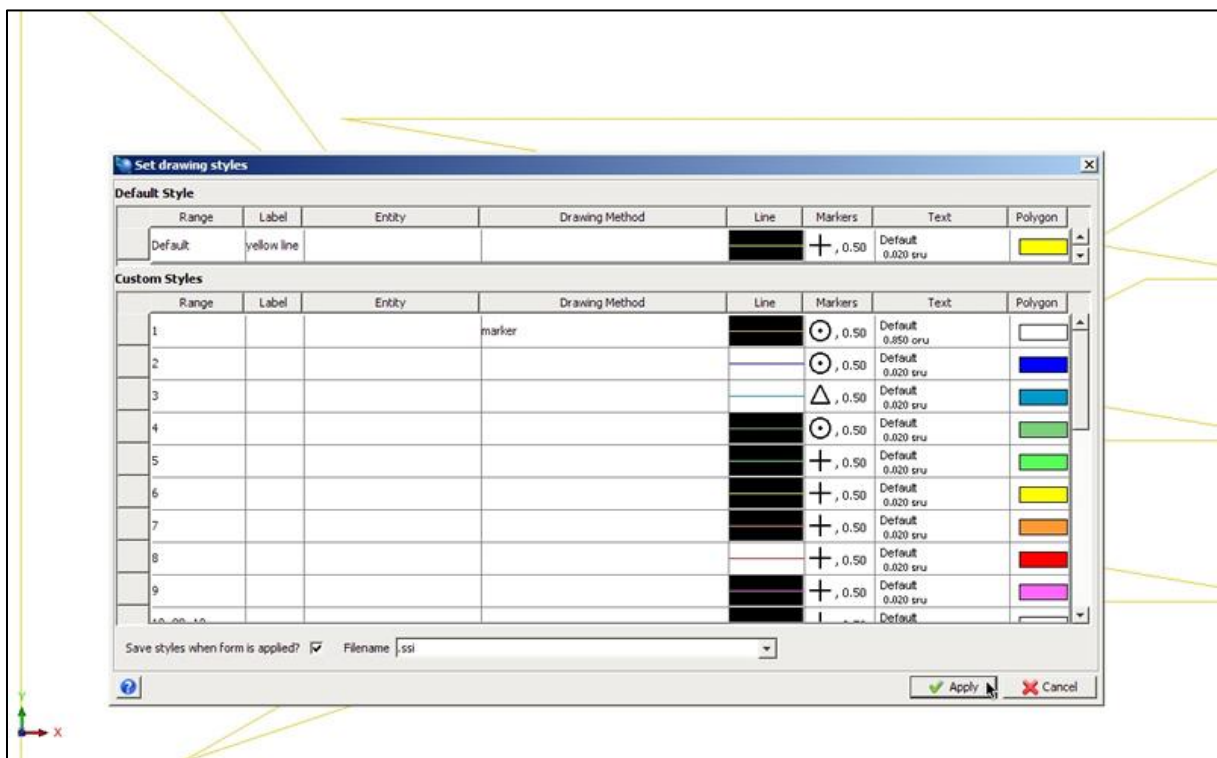 Set drawing styles
Default Style
Range Label Entity Drawing Method Line Markers Text Polygon
Default yellow line , 0.50 Default
0.020 sru
Custom Styles
Range Label Entity Drawing Method Line Markers Text Polygon
1 marker , 0.50 Default
0.850 oru
2 , 0.50 Default
0.020 sru
3 , 0.50 Default
0.020 sru
4 , 0.50 Default
0.020 sru
5 , 0.50 Default
0.020 sru
6 , 0.50 Default
0.020 sru
7 , 0.50 Default
0.020 sru
8 , 0.50 Default
0.020 sru
9 , 0.50 Default
0.020 sru
Default
Save styles when form is applied? Filename .ssi
? Apply Cancel
Y
X